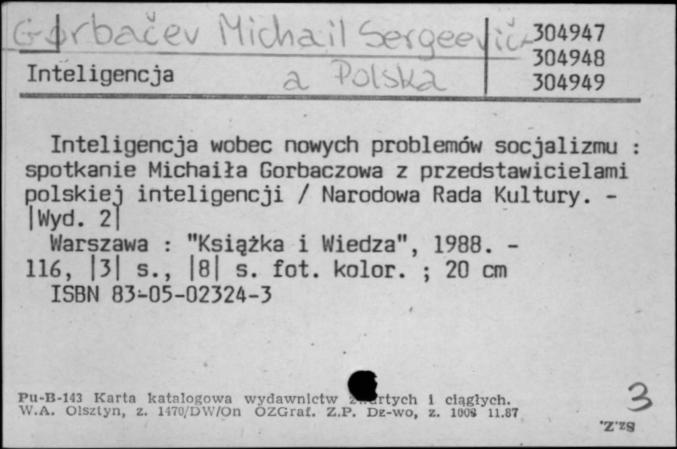 Gorbačev Michail Sergeevič
304947
304948
Inteligencja a Polska
304949
Inteligencja wobec nowych problemów socjalizmu :
spotkanie Michaiła Gorbaczowa z przedstawicielami
polskiej inteligencji / Narodowa Rada Kultury. -
|Wyd. 2|
Warszawa : "Książka i Wiedza", 1988. -
116, |3| s., |8| s. fot. kolor. ; 20 cm
ISBN 83-05-02324-3
Pu-B-143 Karta katalogowa wydawnictw zwartych i ciągłych.
W.A. Olsztyn, z. 1470/DW/On OZGraf. Z.P. Dz-wo, z. 1008 11.87
3